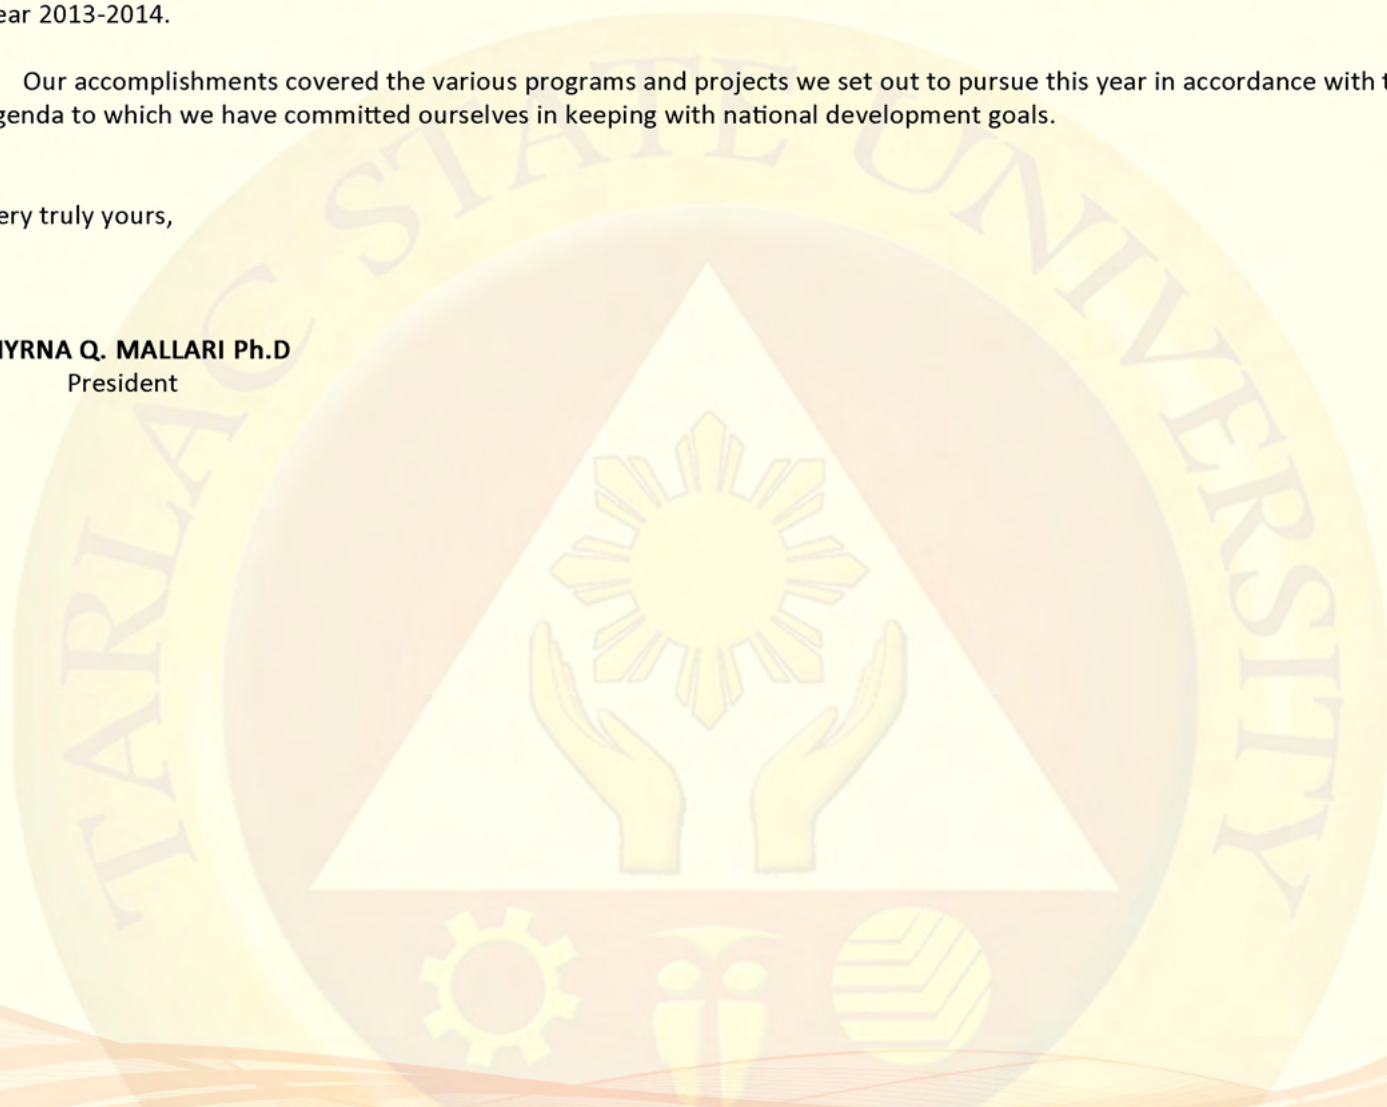 ear 2013-2014.
Our accomplishments covered the various programs and projects we set out to pursue this year in accordance with t
genda to which we have committed ourselves in keeping with national development goals.
ery truly yours,
YRNA Q. MALLARI Ph.D
President
TARLAC STATE UNIVERSITY